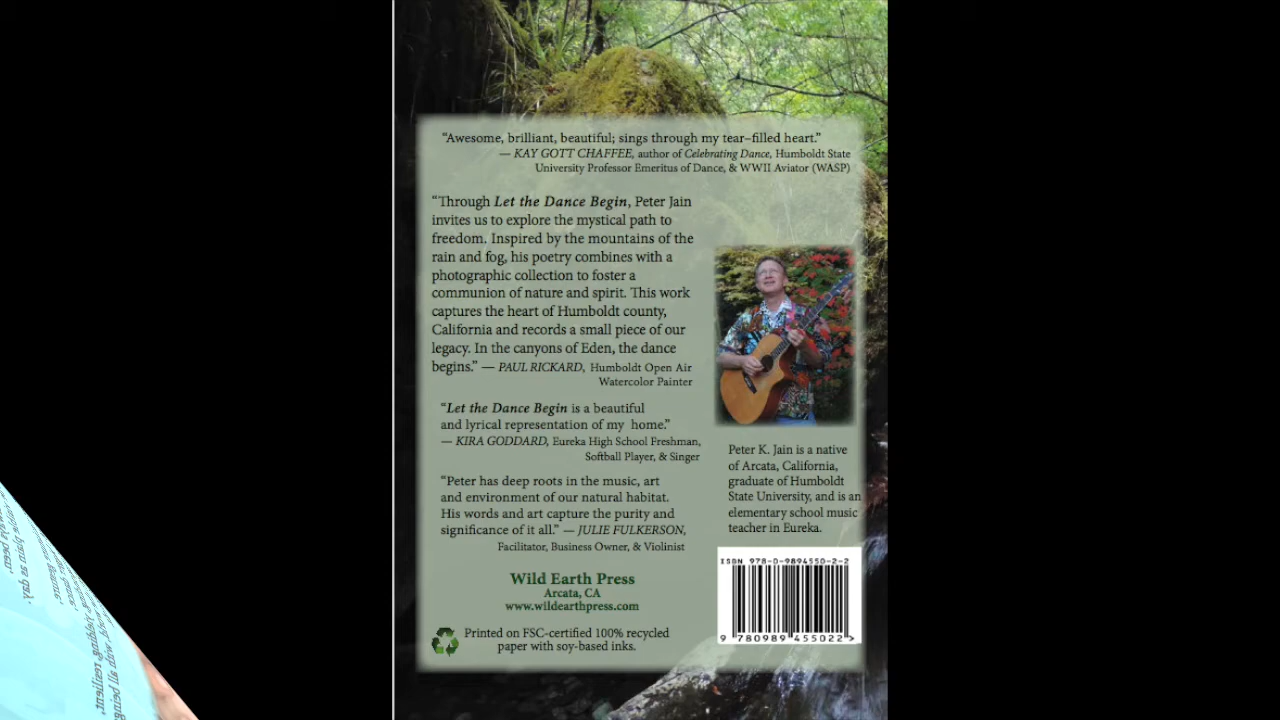 “Awesome, brilliant, beautiful; sings through my tear–filled heart.”
— KAY GOTT CHAFFEE, author of Celebrating Dance, Humboldt State
University Professor Emeritus of Dance, & WWII Aviator (WASP)
“Through Let the Dance Begin, Peter Jain
invites us to explore the mystical path to
freedom. Inspired by the mountains of the
rain and fog, his poetry combines with a
photographic collection to foster a
communion of nature and spirit. This work
captures the heart of Humboldt county,
California and records a small piece of our
legacy. In the canyons of Eden, the dance
begins.” — PAUL RICKARD, Humboldt Open Air
Watercolor Painter
“Let the Dance Begin is a beautiful
and lyrical representation of my home.”
— KIRA GODDARD, Eureka High School Freshman,
Softball Player, & Singer
“Peter has deep roots in the music, art
and environment of our natural habitat.
His words and art capture the purity and
significance of it all.” — JULIE FULKERSON,
Facilitator, Business Owner, & Violinist
Wild Earth Press
Arcata, CA
www.wildearthpress.com
Printed on FSC-certified 100% recycled
paper with soy-based inks.
Peter K. Jain is a native
of Arcata, California,
graduate of Humboldt
State University, and is an
elementary school music
teacher in Eureka.
ISBN 978-0-9894550-2-2
9 780989 455022 >